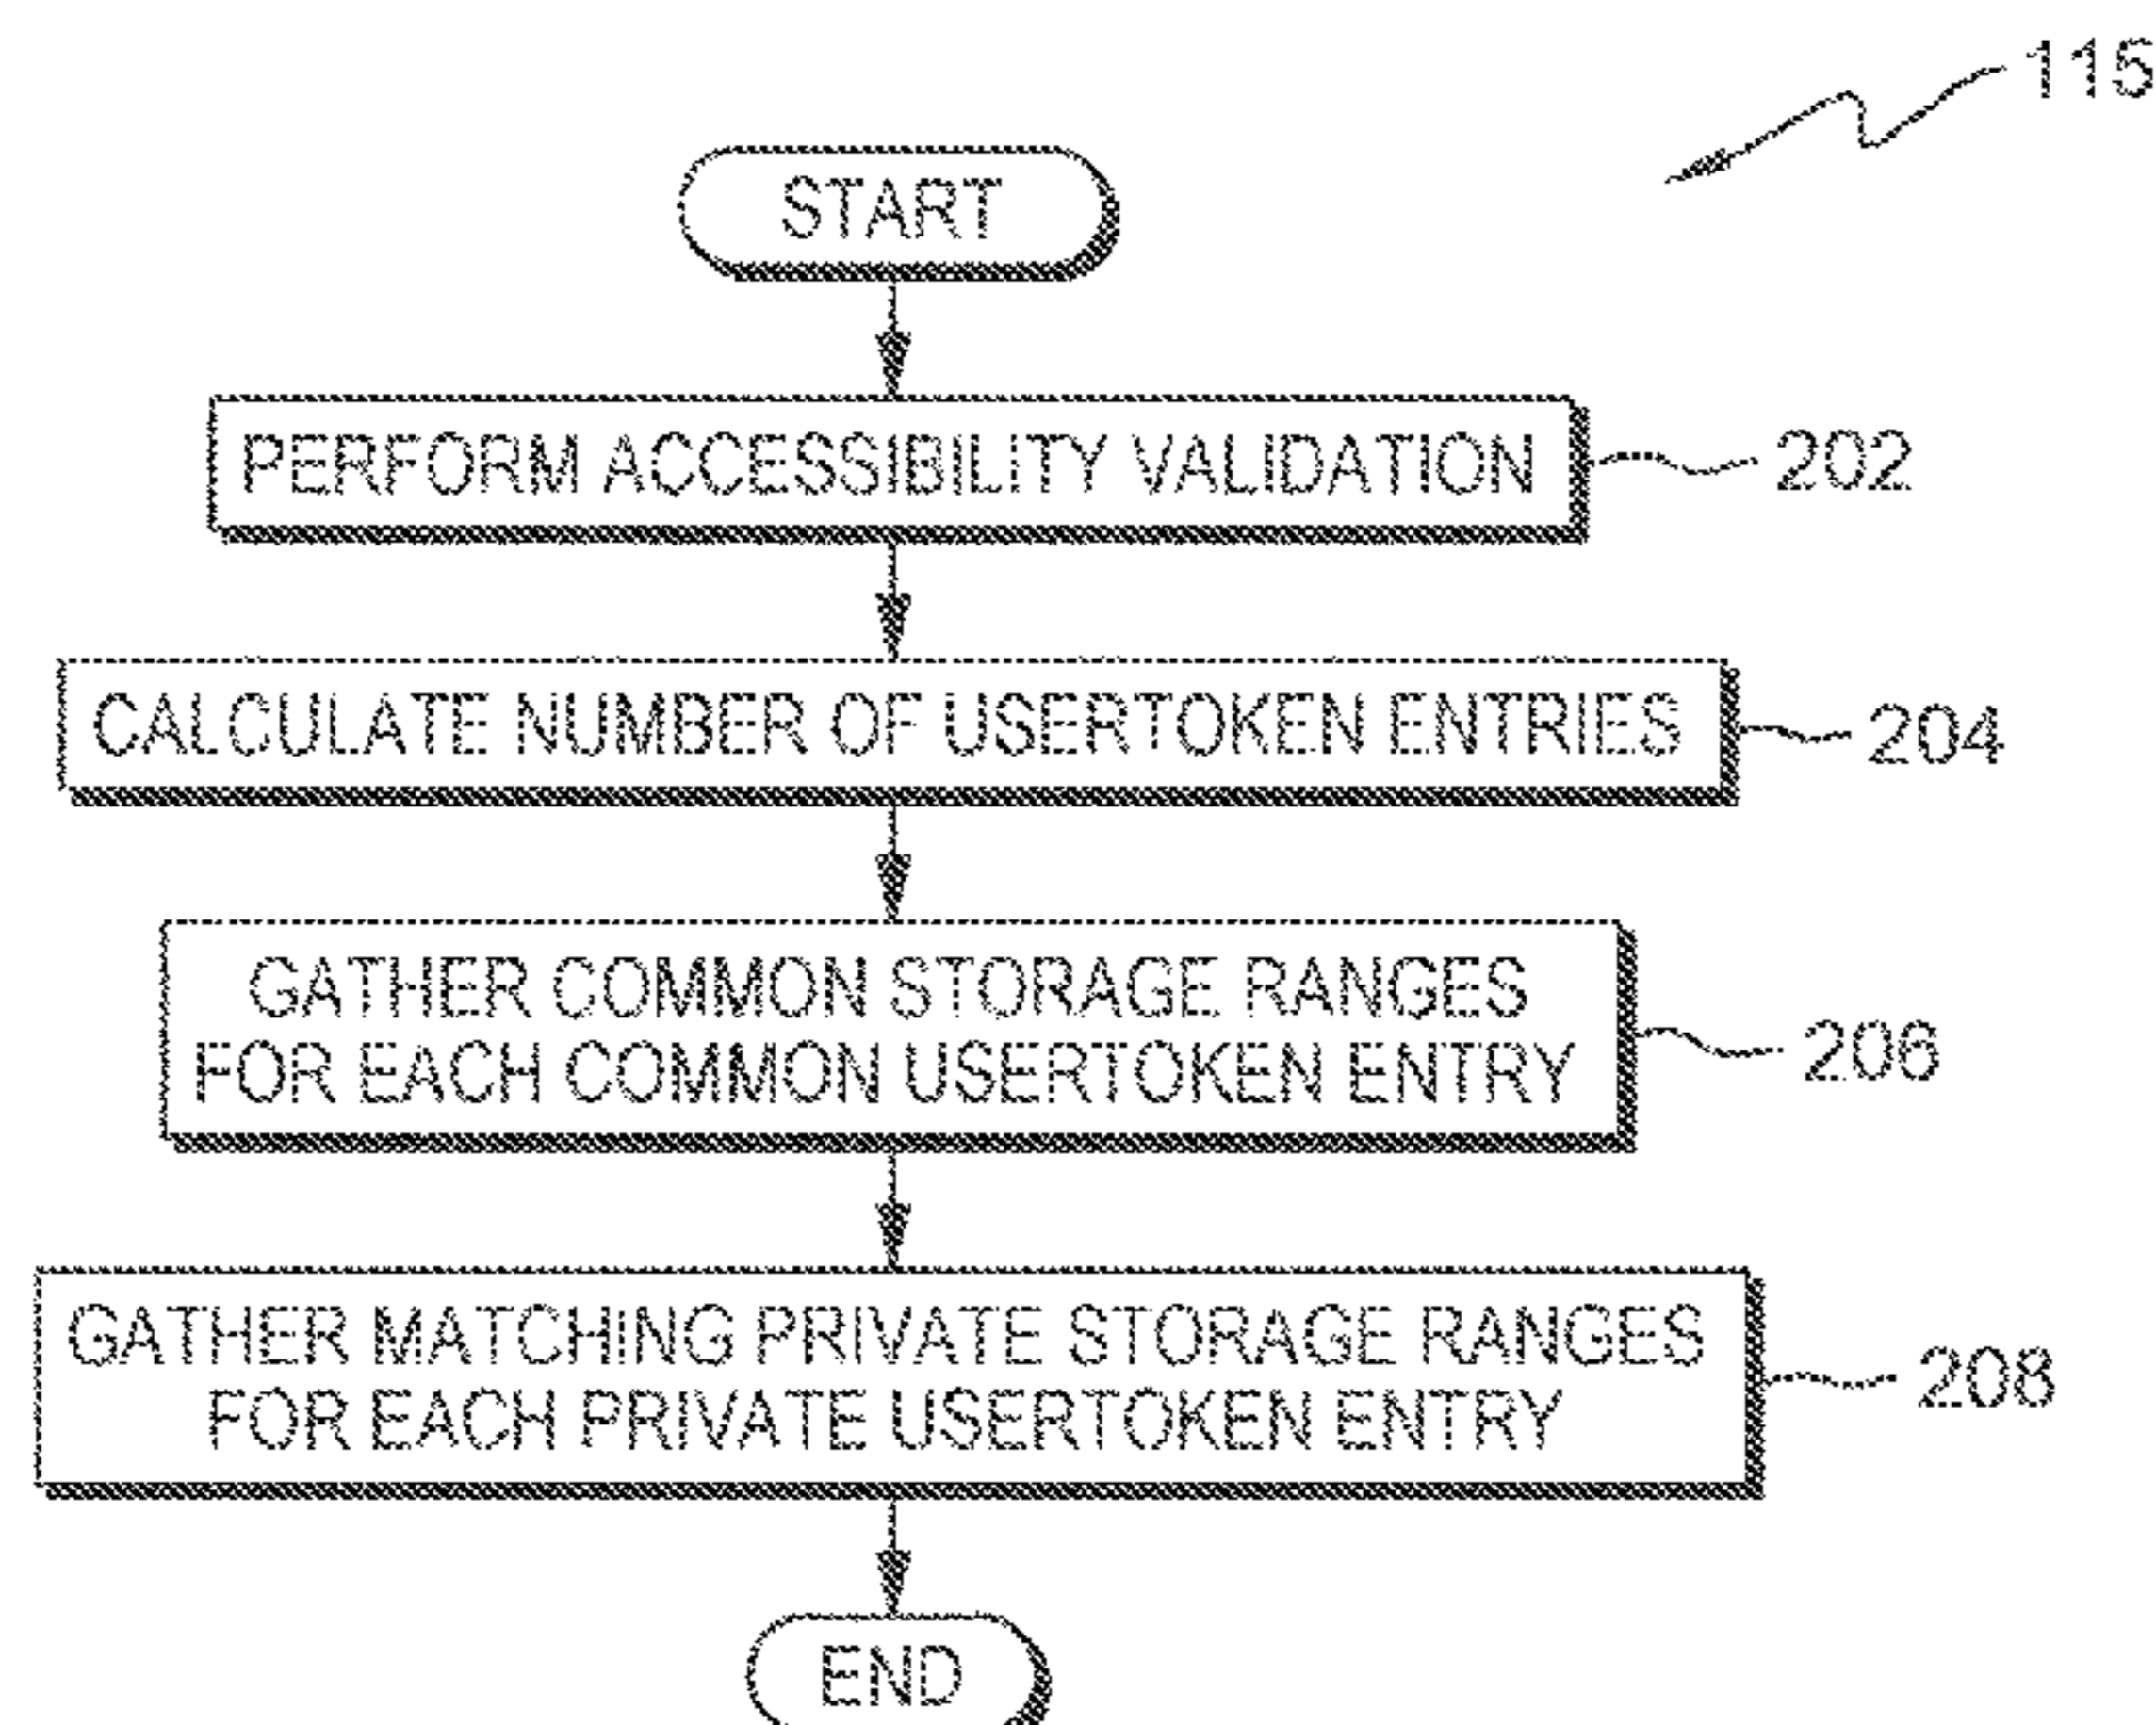 115
START
PERFORM ACCESSIBILITY VALIDATION
202
CALCULATE NUMBER OF USERTOKEN ENTRIES
204
GATHER COMMON STORAGE RANGES
FOR EACH COMMON USERTOKEN ENTRY
206
GATHER MATCHING PRIVATE STORAGE RANGES
FOR EACH PRIVATE USERTOKEN ENTRY
208
END